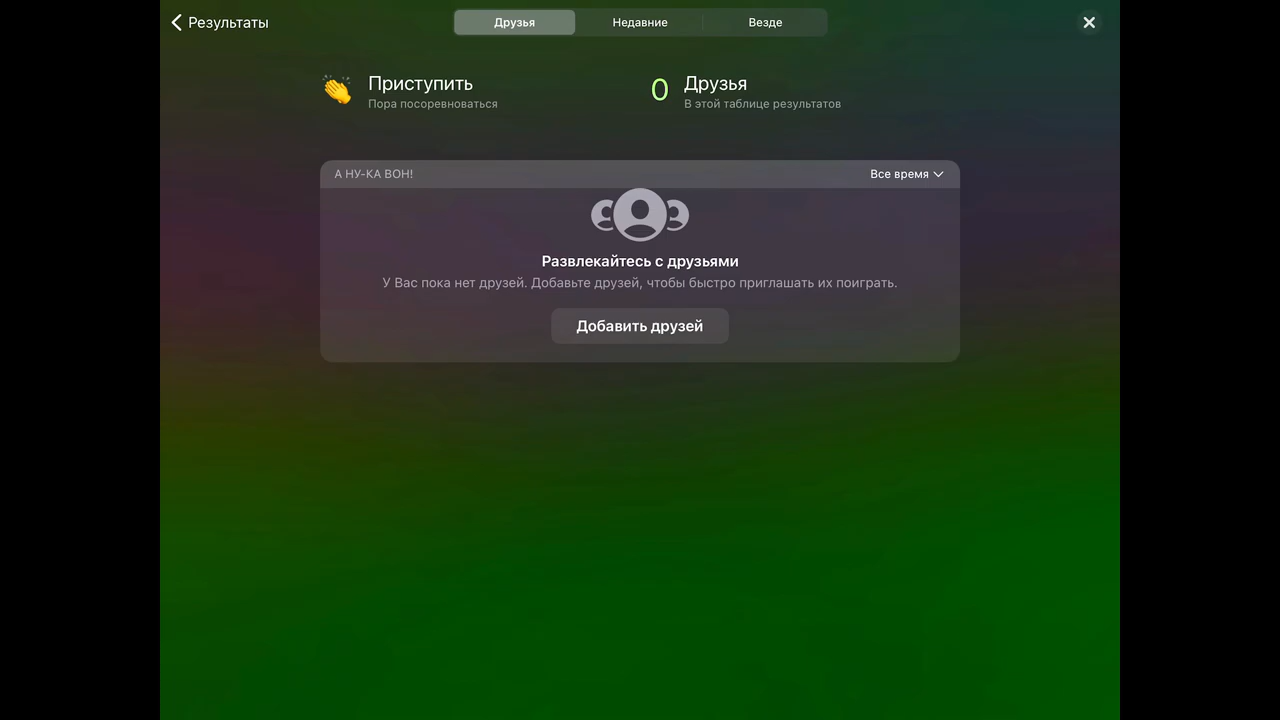 Результаты
Друзья
Недавние
Везде
Приступить
Пора посоревноваться
0
Друзья
В этой таблице результатов
А НУ-КА ВОН!
Все время
Развлекайтесь с друзьями
У Вас пока нет друзей. Добавьте друзей, чтобы быстро приглашать их поиграть.
Добавить друзей